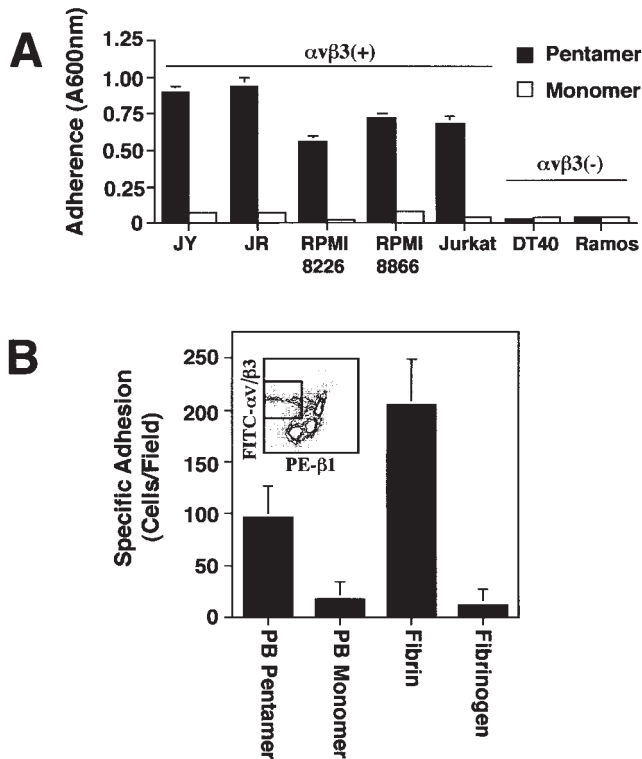 A
Adherence (A600nm)
1.25
1.00
0.75
0.50
0.25
0
αvβ3(+)
Pentamer
Monomer
αvβ3(-)
JY
JR
RPMI
8226
RPMI
8866
Jurkat
DT40
Ramos
B
Specific Adhesion
(Cells/Field)
250
200
150
100
50
0
FITC-αV/β3
PE-β1
PB Pentamer
PB Monomer
Fibrin
Fibrinogen